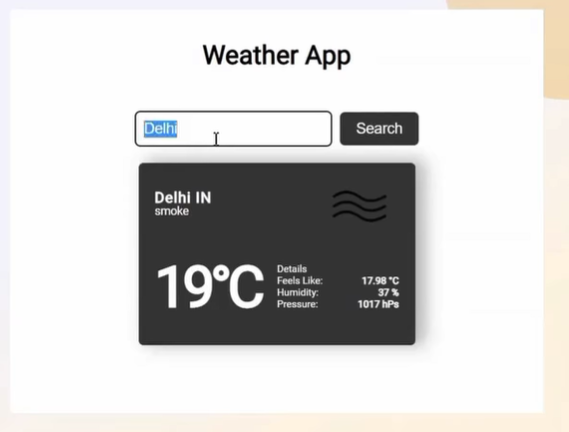 Weather App
Delhi
Search
Delhi IN
smoke
19°C
Details
Feels Like: 17.98 °C
Humidity: 37 %
Pressure: 1017 hPs